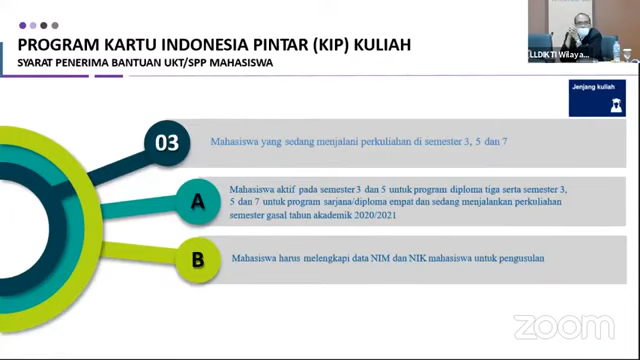 PROGRAM KARTU INDONESIA PINTAR (KIP) KULIAH
SYARAT PENERIMA BANTUAN UKT/SPP MAHASISWA
LLDIKTI Wilaya...
Jenjang kuliah
03
Mahasiswa yang sedang menjalani perkuliahan di semester 3, 5 dan 7
A
Mahasiswa aktif pada semester 3 dan 5 untuk program diploma tiga serta semester 3,
5 dan 7 untuk program sarjana/diploma empat dan sedang menjalankan perkuliahan
semester gasal tahun akademik 2020/2021
B
Mahasiswa harus melengkapi data NIM dan NIK mahasiswa untuk pengusulan
zoom